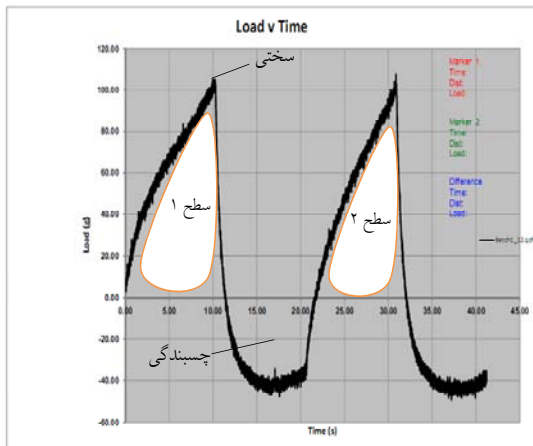 Load v Time
120.00
سختی
100.00
80.00
60.00
40.00
20.00
0.00
-20.00
-40.00
-60.00
Load (g)
سطح ۱
سطح ۲
چسبندگی
Marker 1
Time:
Dist:
Load:
Marker 2
Time:
Dist:
Load:
Difference
Time:
Dist:
Load:
0.00 5.00 10.00 15.00 20.00 25.00 30.00 35.00 40.00 45.00
Time (s)